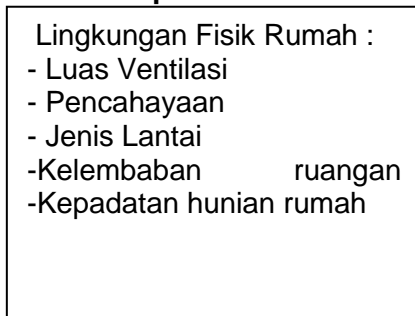 Lingkungan Fisik Rumah :
- Luas Ventilasi
- Pencahayaan
- Jenis Lantai
-Kelembaban ruangan
-Kepadatan hunian rumah